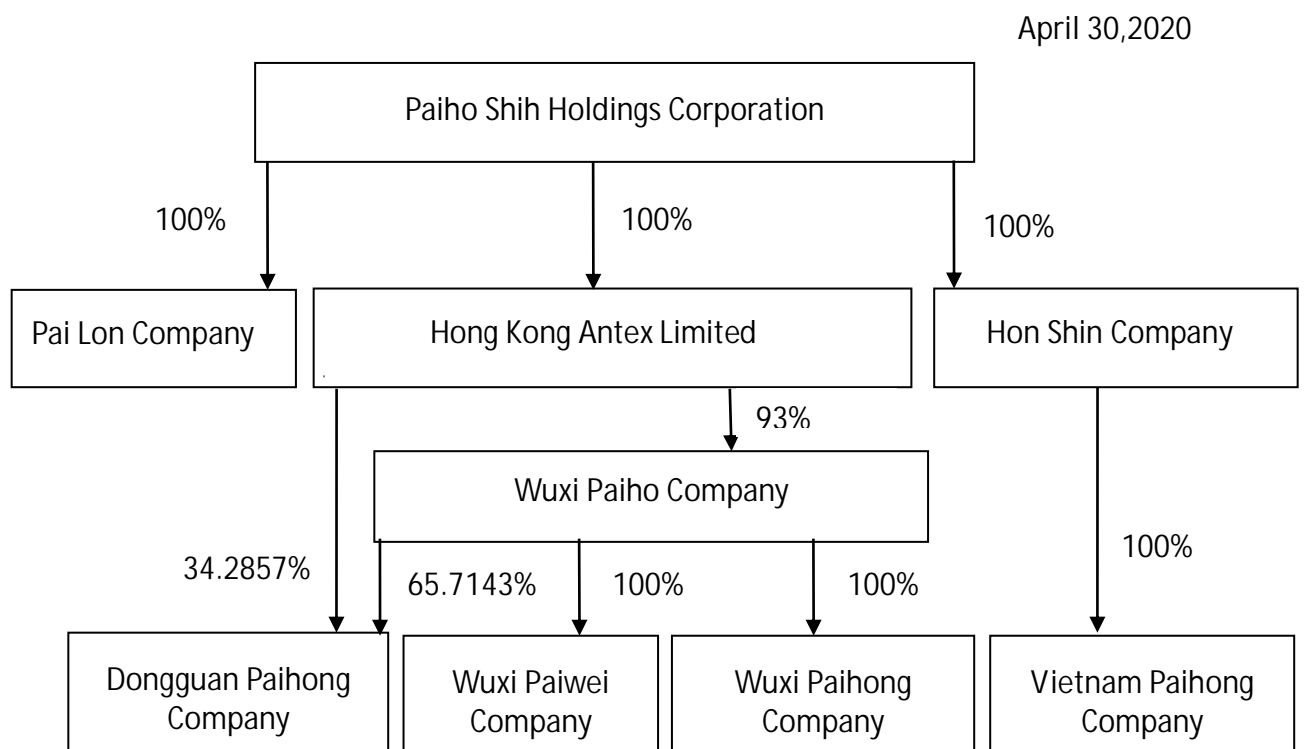 April 30,2020
Paiho Shih Holdings Corporation
100%
100%
100%
Pai Lon Company
Hong Kong Antex Limited
Hon Shin Company
93%
Wuxi Paiho Company
34.2857%
65.7143%
100%
100%
100%
Dongguan Paihong
Company
Wuxi Paiwei
Company
Wuxi Paihong
Company
Vietnam Paihong
Company